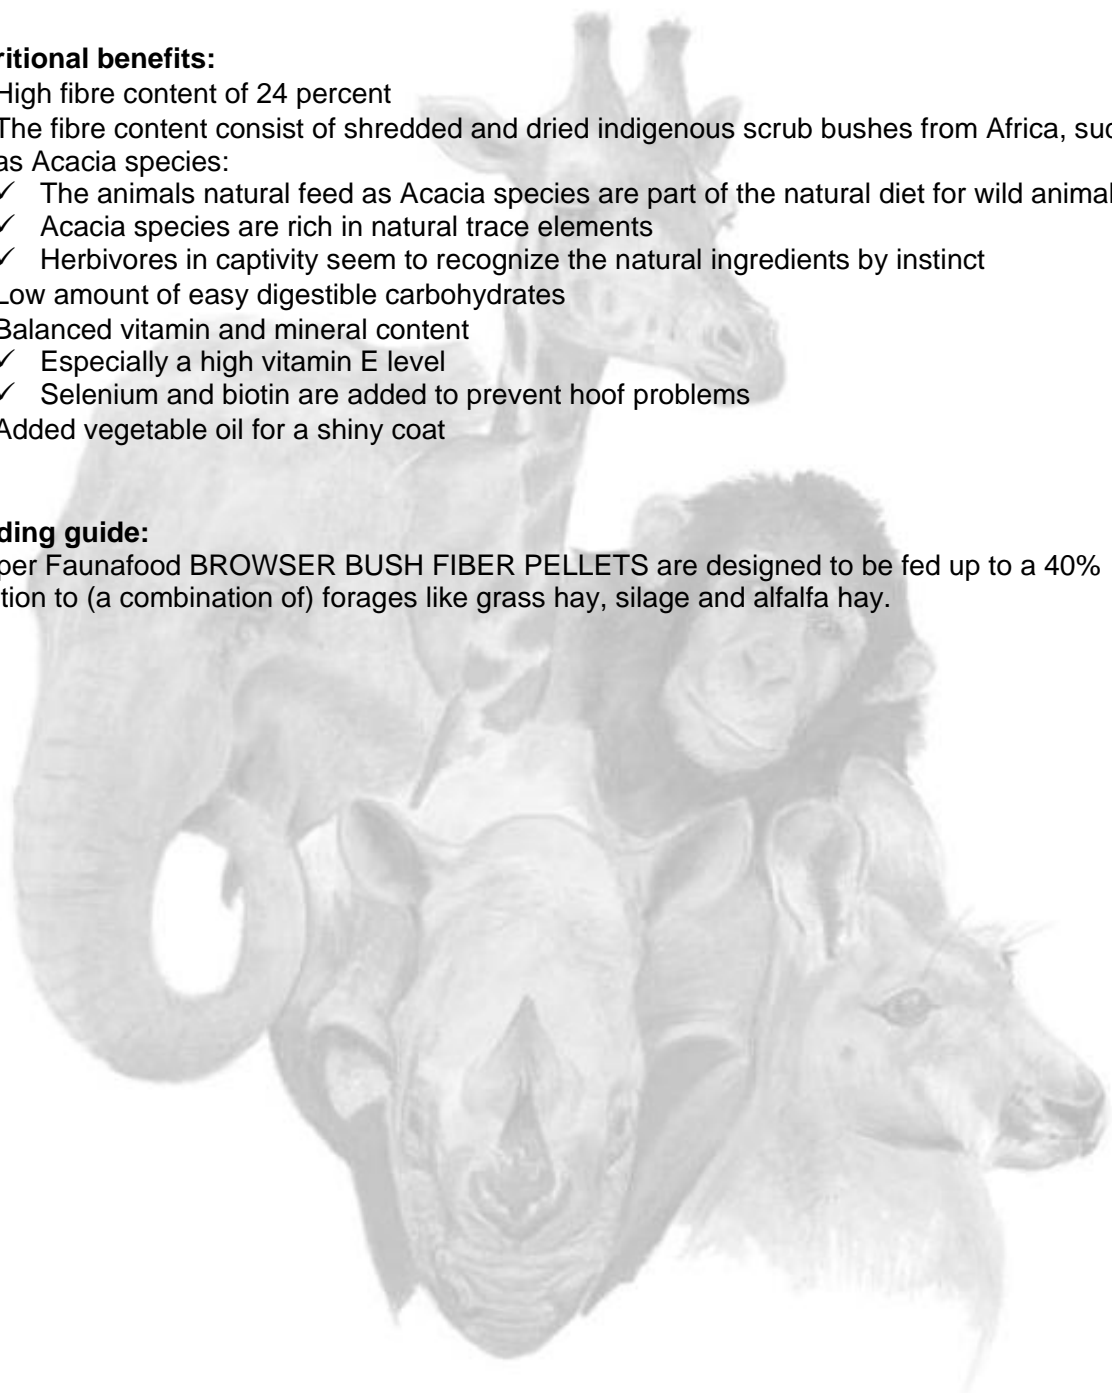 ritional benefits:
High fibre content of 24 percent
The fibre content consist of shredded and dried indigenous scrub bushes from Africa, suc
as Acacia species:
✓ The animals natural feed as Acacia species are part of the natural diet for wild animal
✓ Acacia species are rich in natural trace elements
✓ Herbivores in captivity seem to recognize the natural ingredients by instinct
Low amount of easy digestible carbohydrates
Balanced vitamin and mineral content
✓ Especially a high vitamin E level
✓ Selenium and biotin are added to prevent hoof problems
Added vegetable oil for a shiny coat
ding guide:
per Faunafood BROWSER BUSH FIBER PELLETS are designed to be fed up to a 40%
tion to (a combination of) forages like grass hay, silage and alfalfa hay.